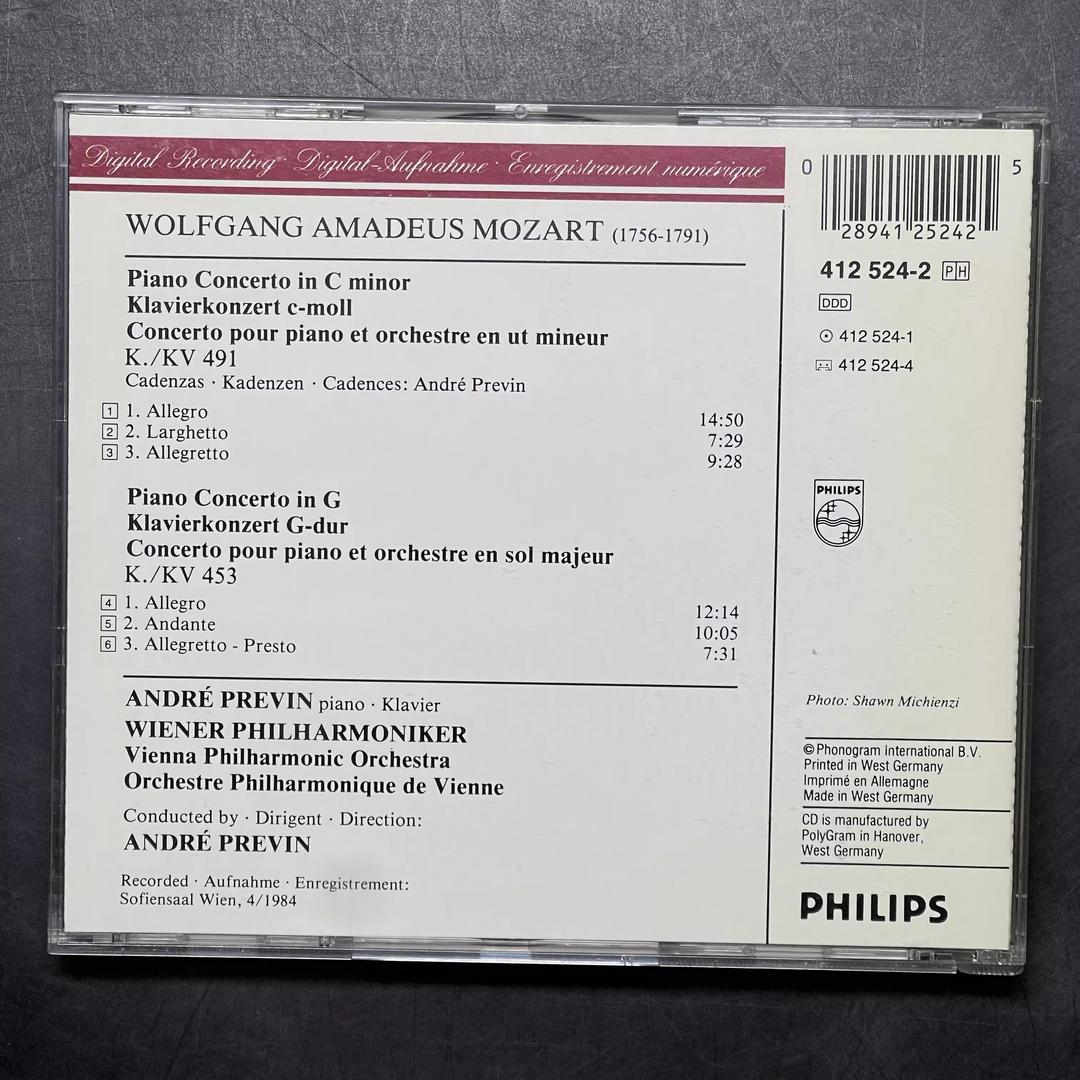 Digital Recording · Digital-Aufnahme · Enregistrement numérique
WOLFGANG AMADEUS MOZART (1756-1791)
Piano Concerto in C minor
Klavierkonzert c-moll
Concerto pour piano et orchestre en ut mineur
K./KV 491
Cadenzas · Kadenzen · Cadences: André Previn
1 1. Allegro 14:50
2 2. Larghetto 7:29
3 3. Allegretto 9:28
Piano Concerto in G
Klavierkonzert G-dur
Concerto pour piano et orchestre en sol majeur
K./KV 453
4 1. Allegro 12:14
5 2. Andante 10:05
6 3. Allegretto - Presto 7:31
ANDRÉ PREVIN piano · Klavier
WIENER PHILHARMONIKER
Vienna Philharmonic Orchestra
Orchestre Philharmonique de Vienne
Conducted by · Dirigent · Direction:
ANDRÉ PREVIN
Recorded · Aufnahme · Enregistrement:
Sofiensaal Wien, 4/1984
0 28941 25242 5
412 524-2 PH
DDD
412 524-1
412 524-4
PHILIPS
Photo: Shawn Michienzi
© Phonogram International B.V.
Printed in West Germany
Imprimé en Allemagne
Made in West Germany
CD is manufactured by
PolyGram in Hanover,
West Germany
PHILIPS